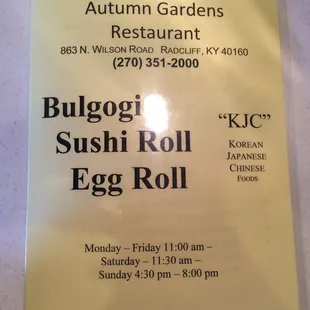 Autumn Gardens
Restaurant
863 N. Wilson Road Radcliff, KY 40160
(270) 351-2000
Bulgogi
Sushi Roll
Egg Roll
“KJC”
Korean
Japanese
Chinese
Foods
Monday – Friday 11:00 am –
Saturday – 11:30 am –
Sunday 4:30 pm – 8:00 pm